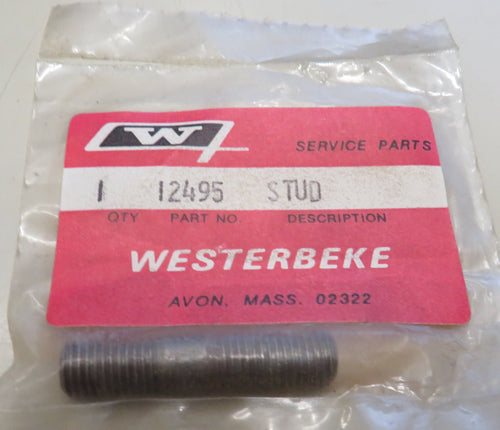 W
SERVICE PARTS
1 12495 STUD
QTY PART NO. DESCRIPTION
WESTERBEKE
AVON, MASS. 02322